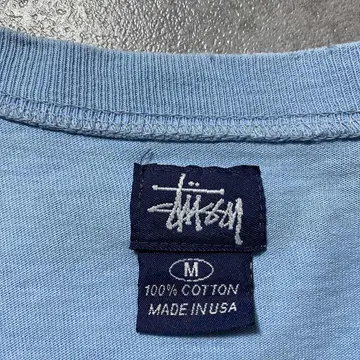 Stüssy
M
100% COTTON
MADE IN USA